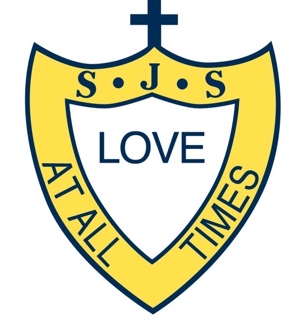 S • J • S
LOVE
AT ALL
TIMES